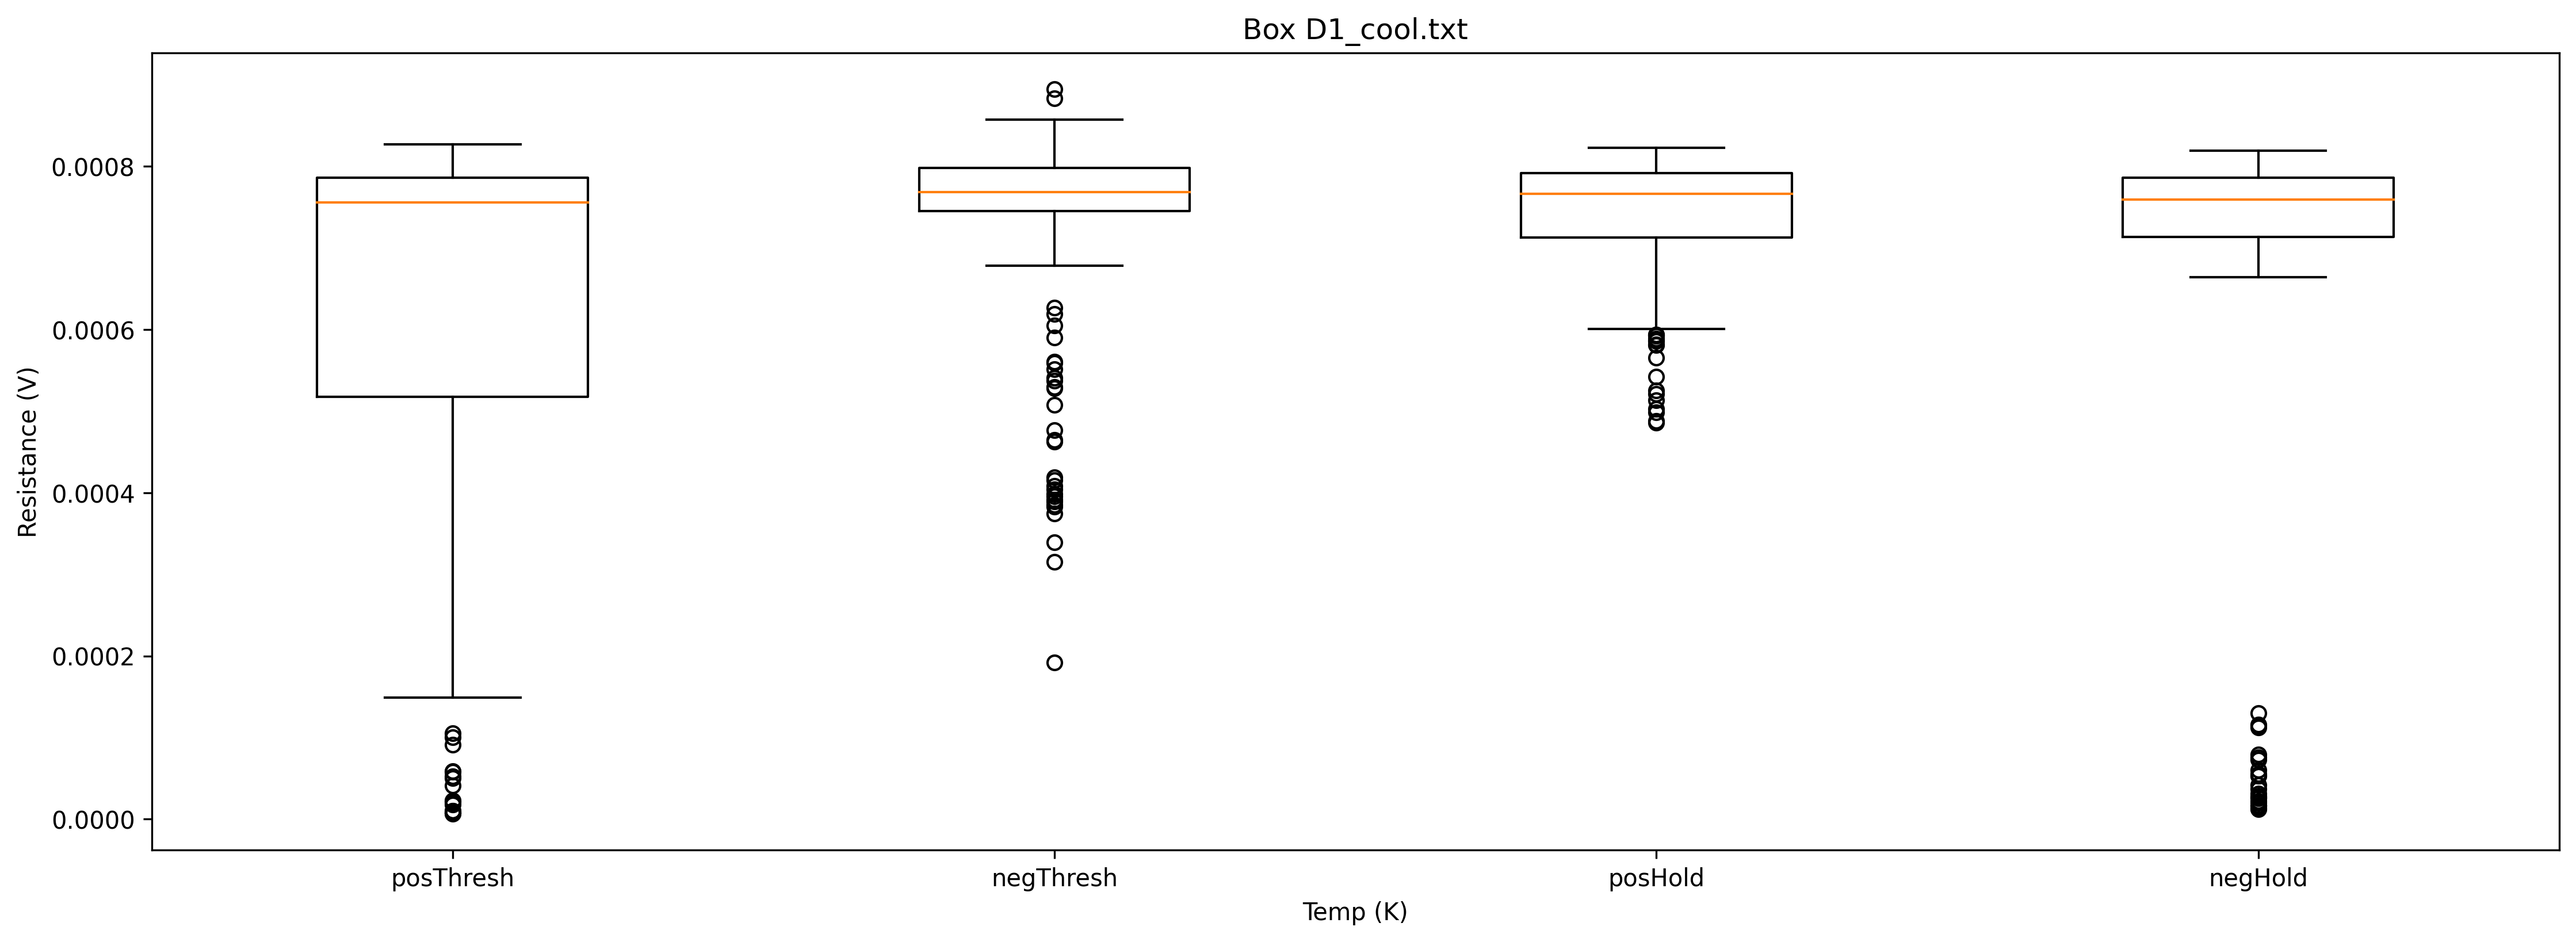 Box D1_cool.txt
Resistance (V)
0.0008
0.0006
0.0004
0.0002
0.0000
posThresh negThresh posHold negHold
Temp (K)